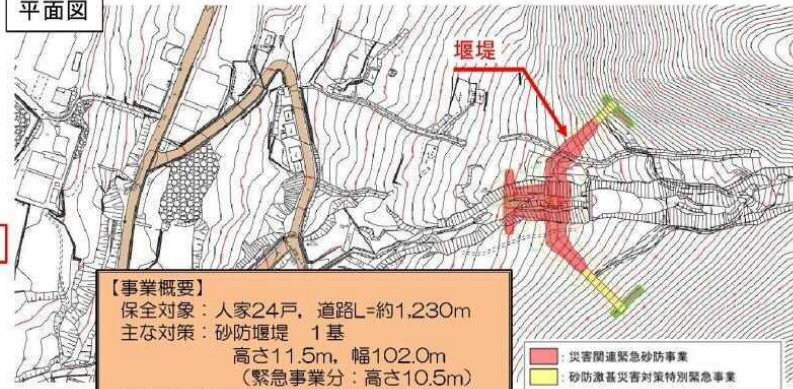 平面図
堰堤
【事業概要】
保全対象：人家24戸，道路L=約1,230m
主な対策：砂防堰堤　1基
高さ11.5m，幅102.0m
（緊急事業分：高さ10.5m）
：災害関連緊急砂防事業
：砂防激甚災害対策特別緊急事業